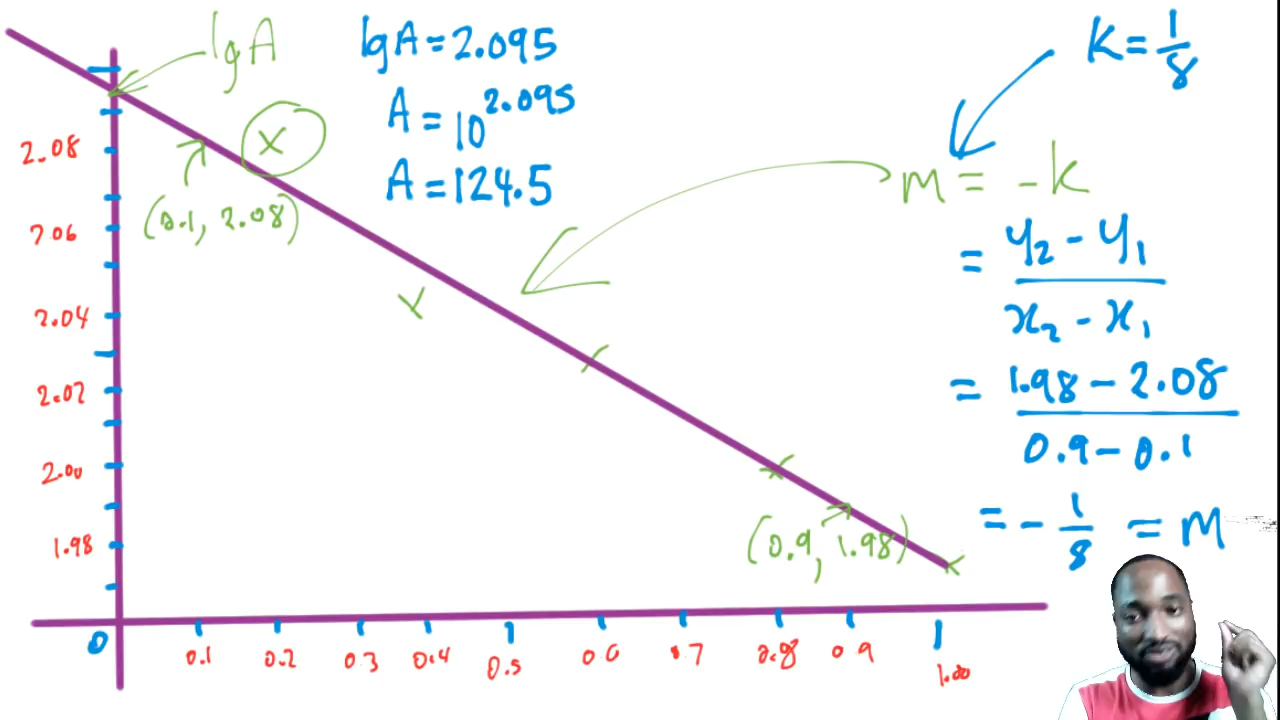 lgA
lgA = 2.095
A = 10^2.095
A = 124.5
K = 1/8
m = -K
= y₂ - y₁ / x₂ - x₁
= 1.98 - 2.08 / 0.9 - 0.1
= - 1/8 = m
(0.1, 2.08)
(0.9, 1.98)
2.08
2.06
2.04
2.02
2.00
1.98
0
0.1 0.2 0.3 0.4 0.5 0.6 0.7 0.8 0.9 1.00